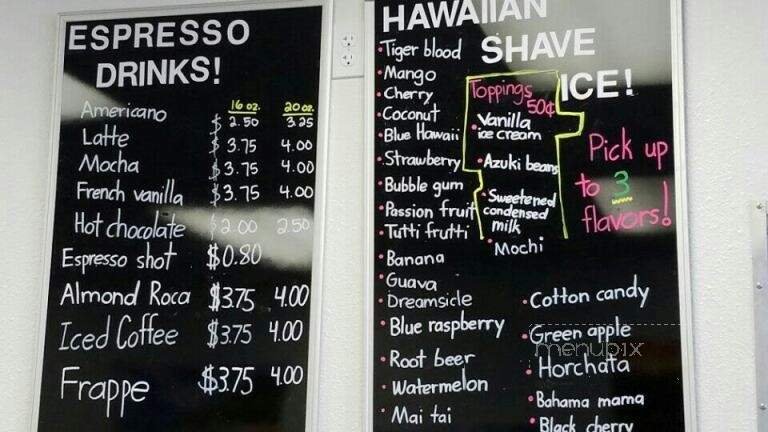 ESPRESSO
DRINKS!
16 oz. 20 oz.
Americano $ 2.50 3.25
Latte $ 3.75 4.00
Mocha $ 3.75 4.00
French vanilla $ 3.75 4.00
Hot chocolate $ 2.00 2.50
Espresso shot $0.80
Almond Roca $3.75 4.00
Iced Coffee $3.75 4.00
Frappe $3.75 4.00
HAWAIIAN
SHAVE
ICE!
• Tiger blood
• Mango
• Cherry
• Coconut
• Blue Hawaii
• Strawberry
• Bubble gum
• Passion fruit
• Tutti frutti
• Banana
• Guava
• Dreamsicle
• Blue raspberry
• Root beer
• Watermelon
• Mai tai
Toppings
50¢
• Vanilla
ice cream
• Azuki beans
• Sweetened
condensed
milk
• Mochi
Pick up
to 3
flavors!
• Cotton candy
• Green apple
• Horchata
• Bahama mama
• Black cherry
menupix